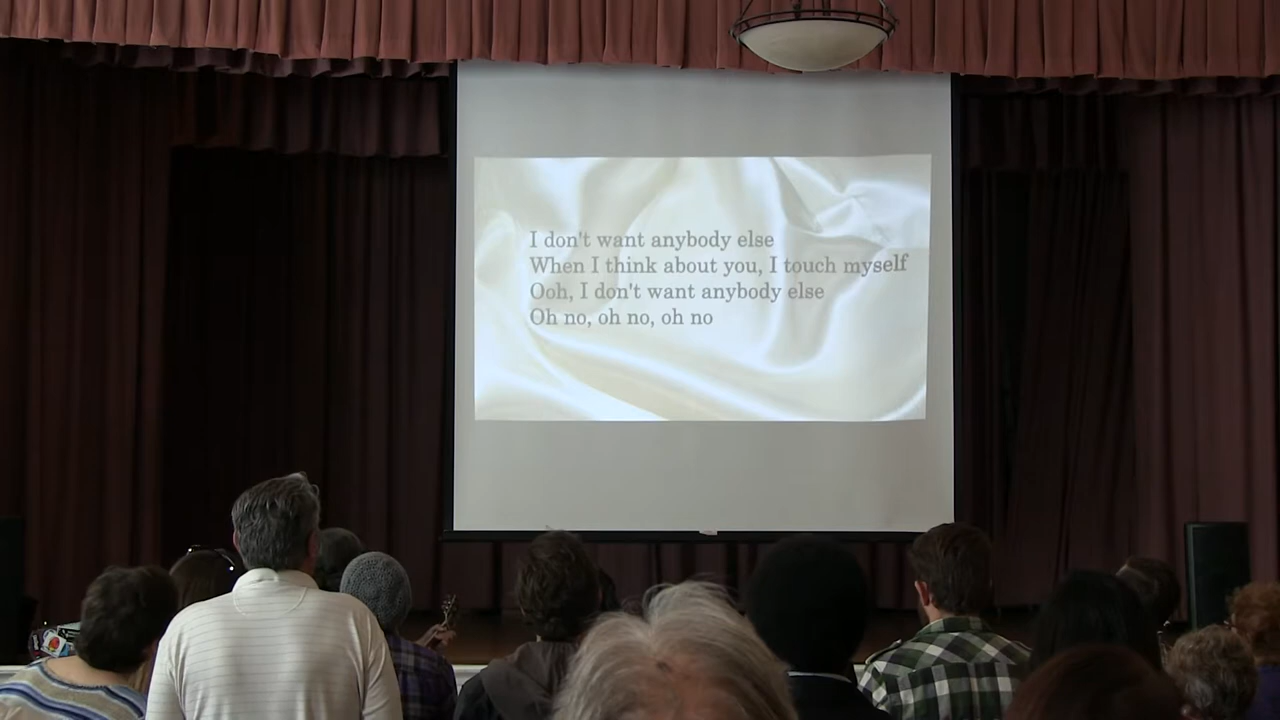 I don't want anybody else
When I think about you, I touch myself
Ooh, I don't want anybody else
Oh no, oh no, oh no